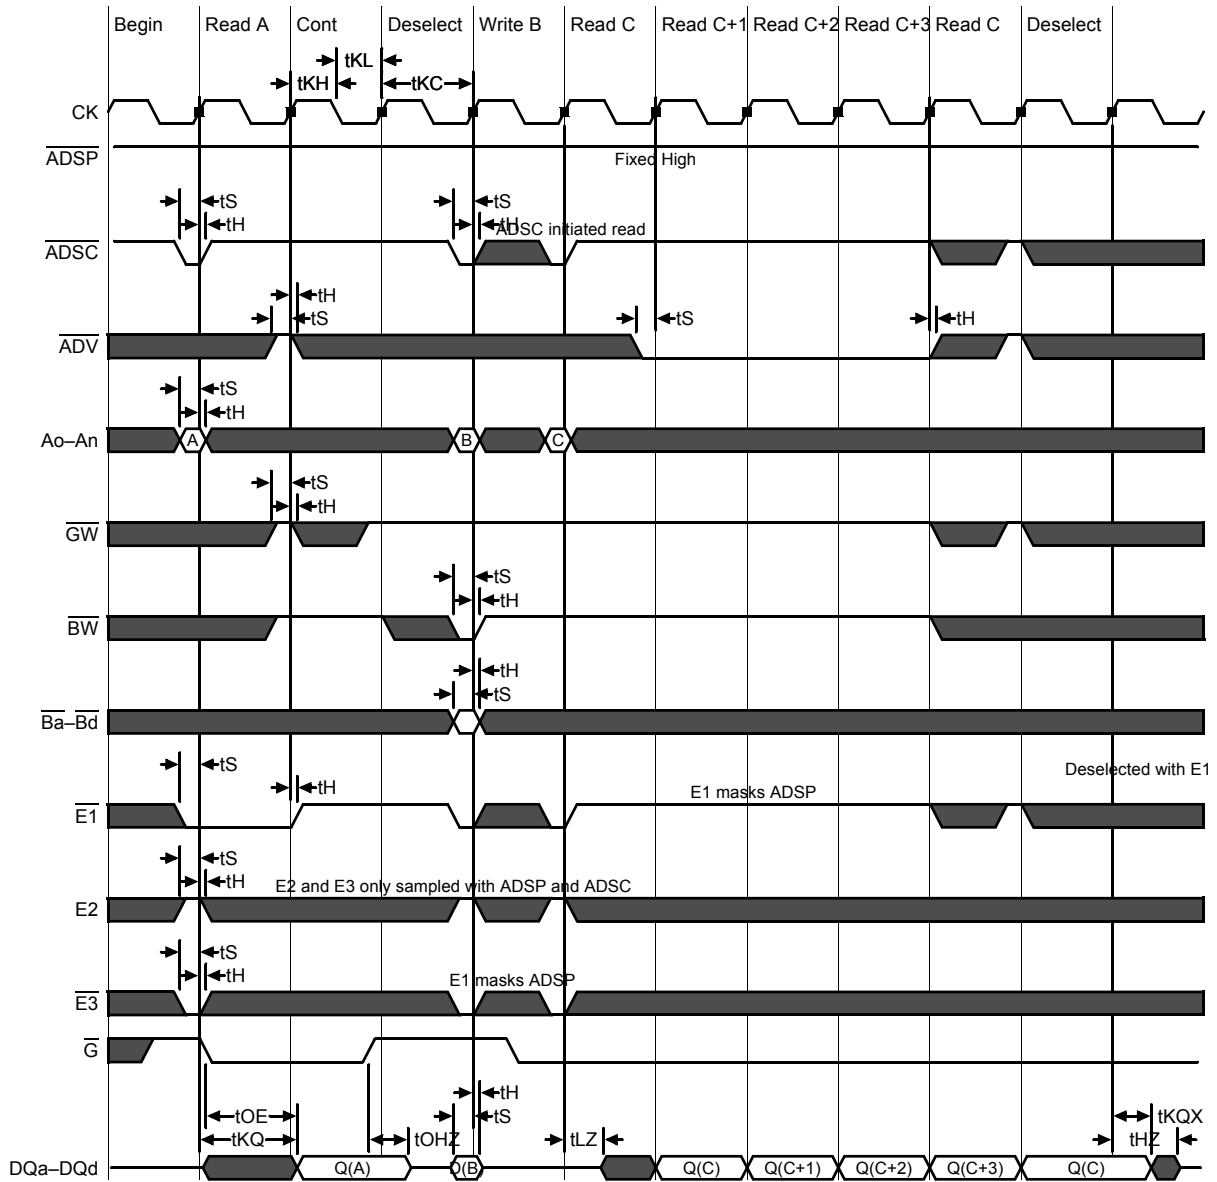 Begin Read A Cont Deselect Write B Read C Read C+1 Read C+2 Read C+3 Read C Deselect
tKL
tKH tKC
CK
ADSP
Fixed High
tS tS
tH tH
ADSC initiated read
ADSC
tH
tS tS tH
ADV
tS
tH
Ao–An A B C
tS
tH
GW
tS
tH
BW
tH
tS
Ba–Bd
tS
Deselected with E1
tH
E1 masks ADSP
E1
tS
tH
E2 and E3 only sampled with ADSP and ADSC
E2
tS
tH
E1 masks ADSP
E3
G
tH
tOE tS tKQX
tKQ tOHZ tLZ tHZ
DQa–DQd Q(A) D(B Q(C) Q(C+1) Q(C+2) Q(C+3) Q(C)